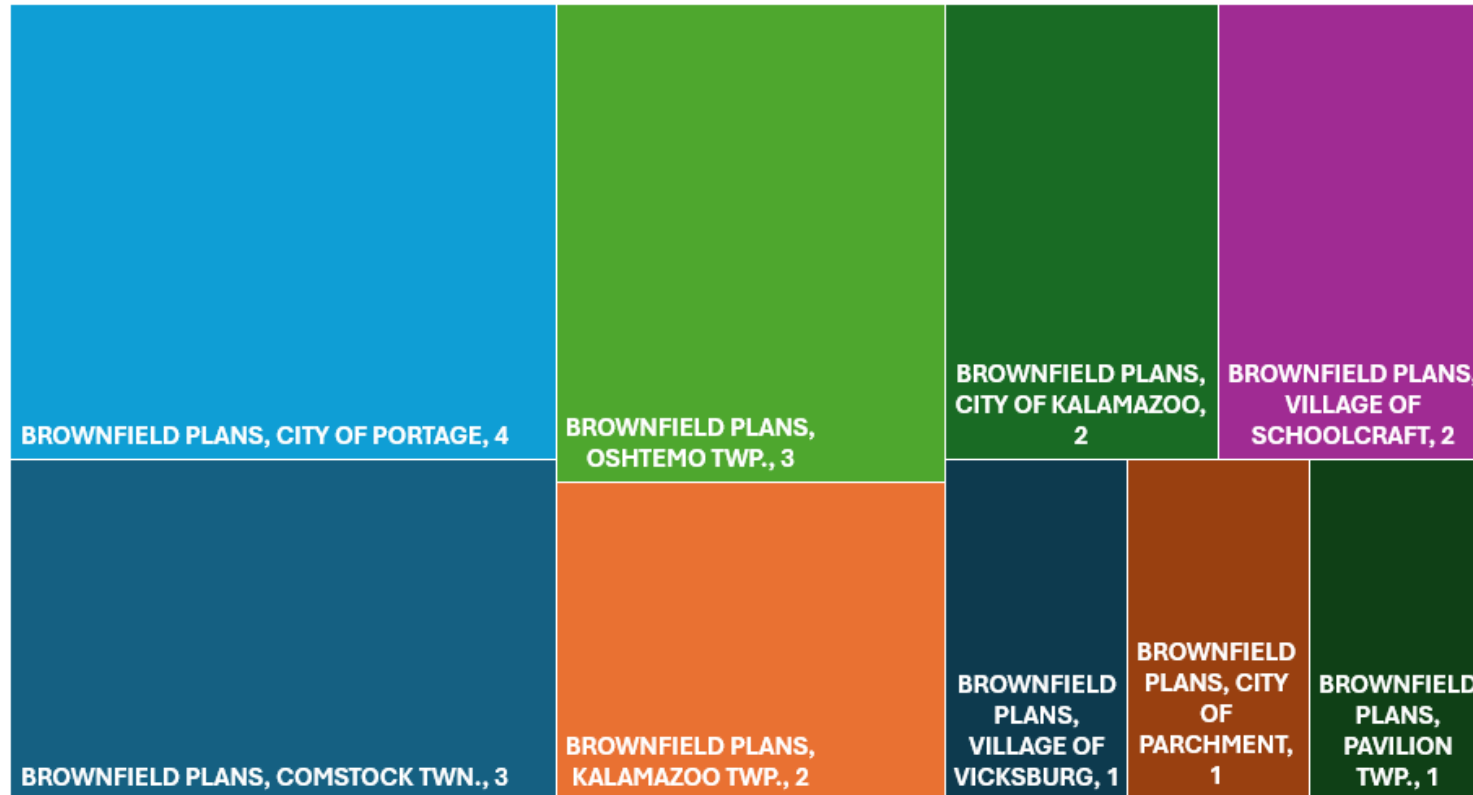 BROWNFIELD PLANS, CITY OF PORTAGE, 4
BROWNFIELD PLANS, COMSTOCK TWN., 3
BROWNFIELD PLANS,
OSHTEMO TWP., 3
BROWNFIELD PLANS,
KALAMAZOO TWP., 2
BROWNFIELD PLANS,
CITY OF KALAMAZOO,
2
BROWNFIELD PLANS,
VILLAGE OF
SCHOOLCRAFT, 2
BROWNFIELD
PLANS,
VILLAGE OF
VICKSBURG, 1
BROWNFIELD
PLANS, CITY
OF
PARCHMENT,
1
BROWNFIELD
PLANS,
PAVILION
TWP., 1